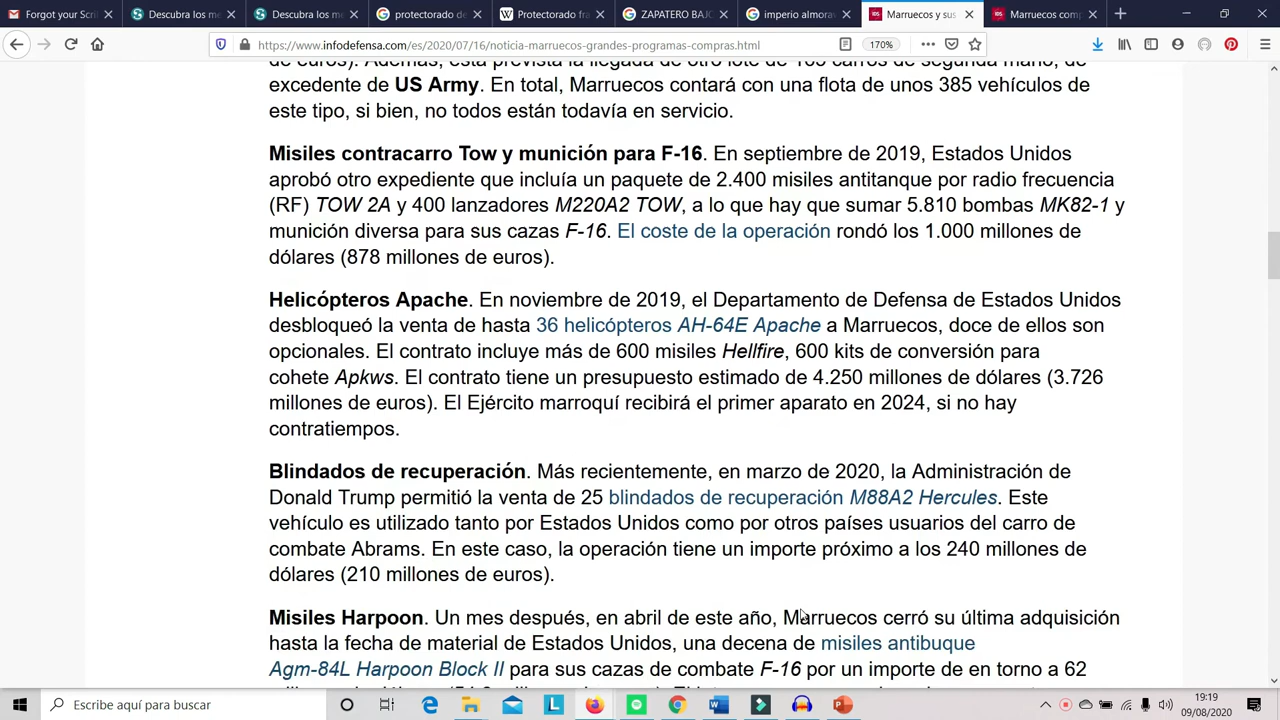 Forgot your Scri
Descubra los me
Descubra los me
protectorado de
Protectorado fra
ZAPATERO BAJO
imperio almorav
Marruecos y sus
Marruecos comp
https://www.infodefensa.com/es/2020/07/16/noticia-marruecos-grandes-programas-compras.html
170%
de euros). Además, está prevista la llegada de otro lote de 165 carros de segunda mano, de
excedente de US Army. En total, Marruecos contará con una flota de unos 385 vehículos de
este tipo, si bien, no todos están todavía en servicio.
Misiles contracarro Tow y munición para F-16. En septiembre de 2019, Estados Unidos
aprobó otro expediente que incluía un paquete de 2.400 misiles antitanque por radio frecuencia
(RF) TOW 2A y 400 lanzadores M220A2 TOW, a lo que hay que sumar 5.810 bombas MK82-1 y
munición diversa para sus cazas F-16. El coste de la operación rondó los 1.000 millones de
dólares (878 millones de euros).
Helicópteros Apache. En noviembre de 2019, el Departamento de Defensa de Estados Unidos
desbloqueó la venta de hasta 36 helicópteros AH-64E Apache a Marruecos, doce de ellos son
opcionales. El contrato incluye más de 600 misiles Hellfire, 600 kits de conversión para
cohete Apkws. El contrato tiene un presupuesto estimado de 4.250 millones de dólares (3.726
millones de euros). El Ejército marroquí recibirá el primer aparato en 2024, si no hay
contratiempos.
Blindados de recuperación. Más recientemente, en marzo de 2020, la Administración de
Donald Trump permitió la venta de 25 blindados de recuperación M88A2 Hercules. Este
vehículo es utilizado tanto por Estados Unidos como por otros países usuarios del carro de
combate Abrams. En este caso, la operación tiene un importe próximo a los 240 millones de
dólares (210 millones de euros).
Misiles Harpoon. Un mes después, en abril de este año, Marruecos cerró su última adquisición
hasta la fecha de material de Estados Unidos, una decena de misiles antibuque
Agm-84L Harpoon Block II para sus cazas de combate F-16 por un importe de en torno a 62
Escribe aquí para buscar
19:19
09/08/2020